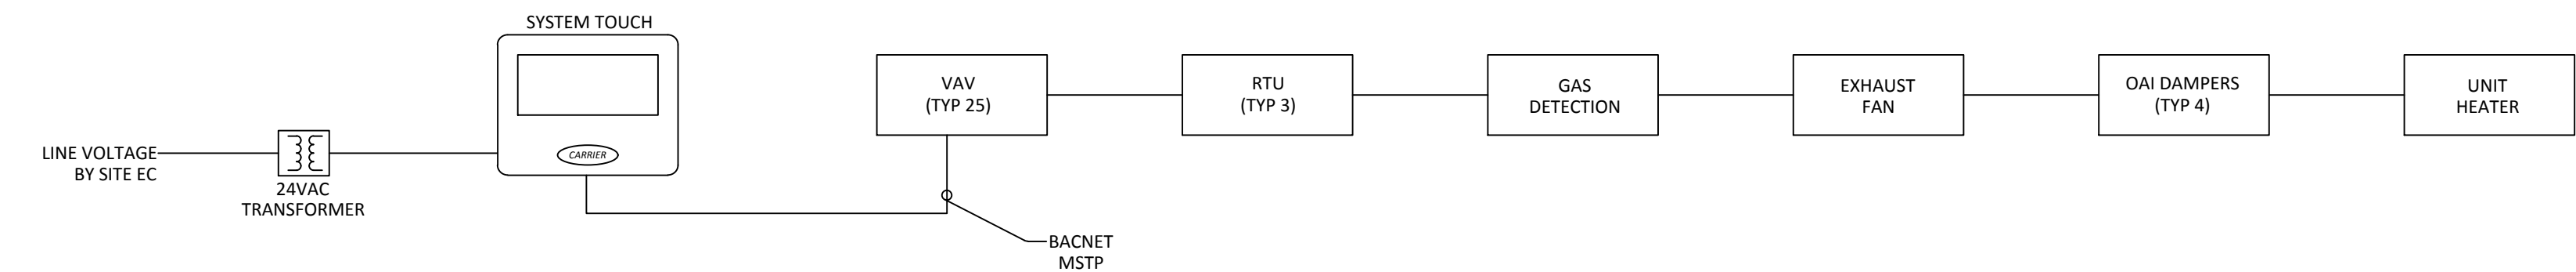 SYSTEM TOUCH
CARRIER
LINE VOLTAGE
BY SITE EC
24VAC
TRANSFORMER
VAV
(TYP 25)
RTU
(TYP 3)
GAS
DETECTION
EXHAUST
FAN
OAI DAMPERS
(TYP 4)
UNIT
HEATER
BACNET
MSTP